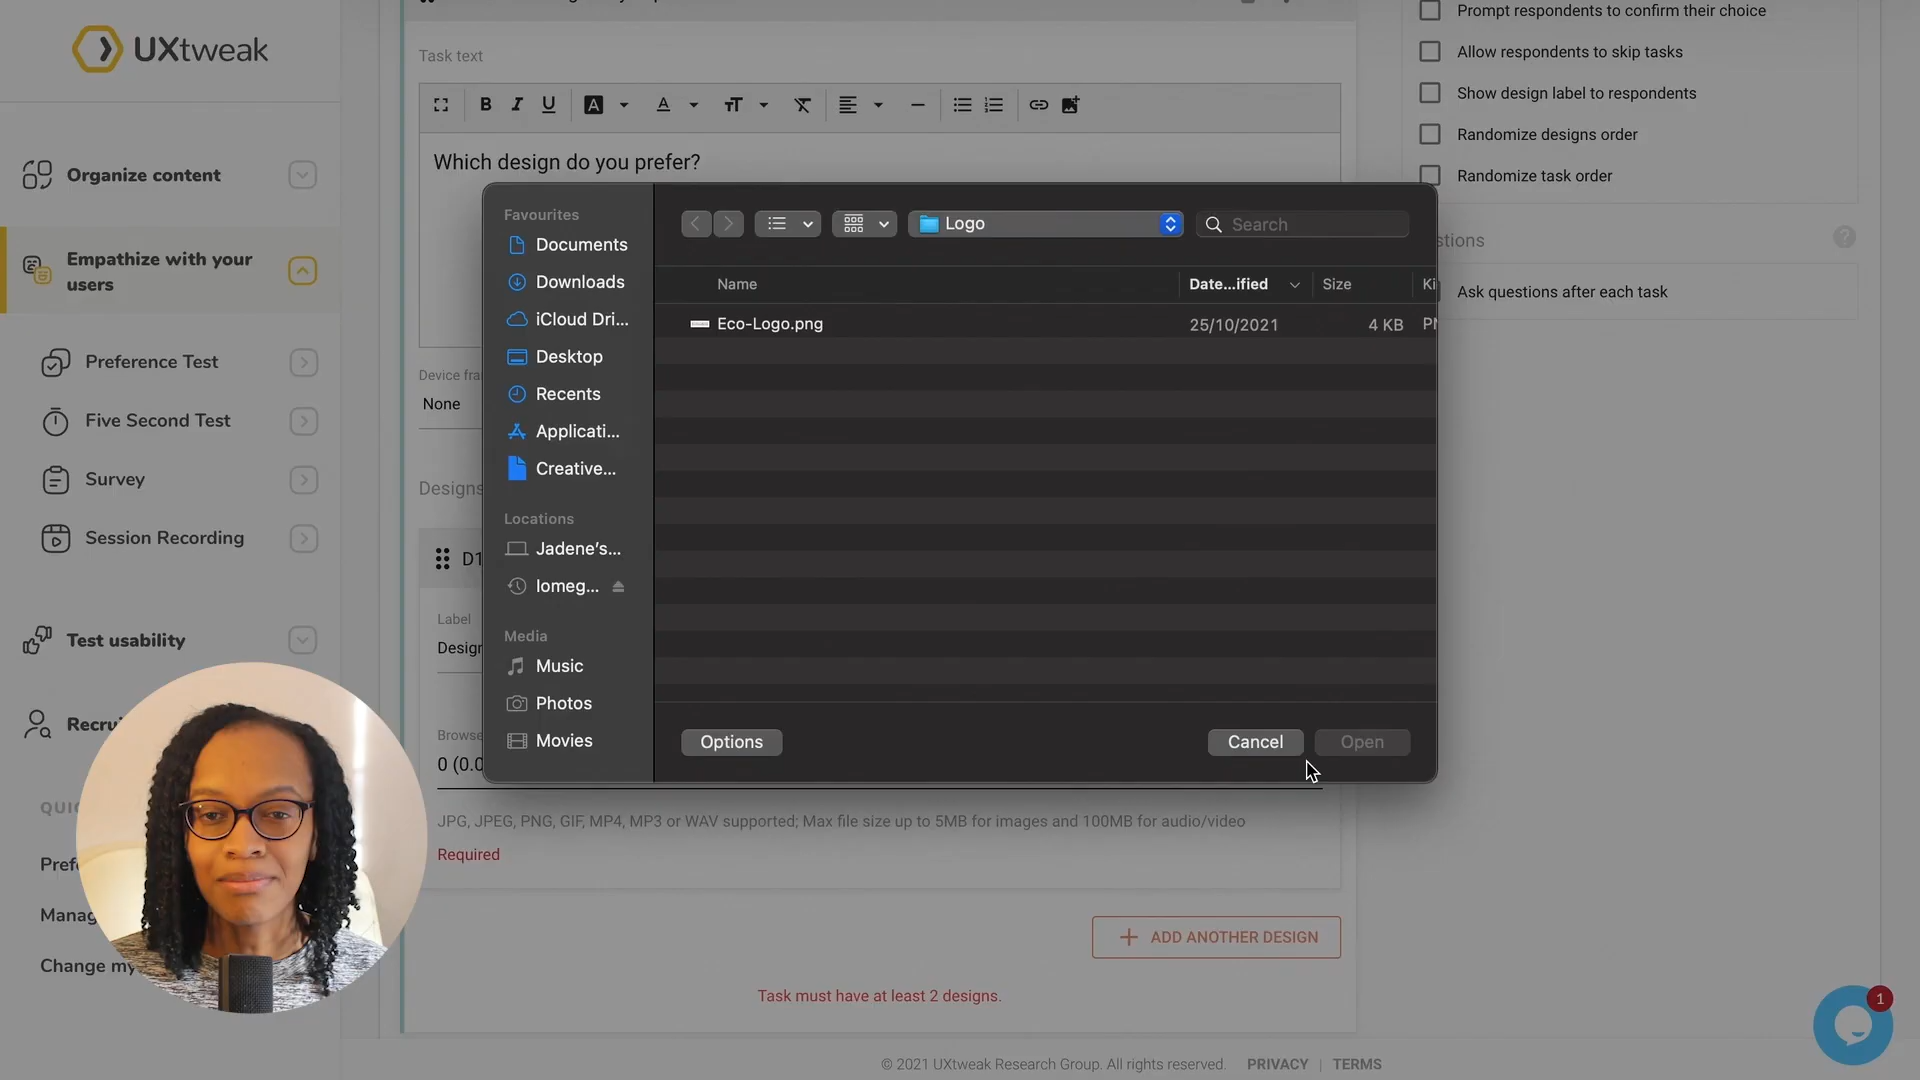 UXtweak
Organize content
Empathize with your
users
Preference Test
Five Second Test
Survey
Session Recording
Test usability
Task text
Which design do you prefer?
None
Designs
D1
Label
0 (0.0
JPG, JPEG, PNG, GIF, MP4, MP3 or WAV supported; Max file size up to 5MB for images and 100MB for audio/video
Required
ADD ANOTHER DESIGN
Task must have at least 2 designs.
Favourites
Documents
Downloads
iCloud Dri...
Desktop
Recents
Applicati...
Creative...
Locations
Jadene's...
Iomeg...
Media
Music
Photos
Movies
Logo
Search
Name
Date...ified
Size
Eco-Logo.png
25/10/2021
4 KB
Options
Cancel
Open
Prompt respondents to confirm their choice
Allow respondents to skip tasks
Show design label to respondents
Randomize designs order
Randomize task order
Ask questions after each task
Change my
1
© 2021 UXtweak Research Group. All rights reserved.
PRIVACY | TERMS